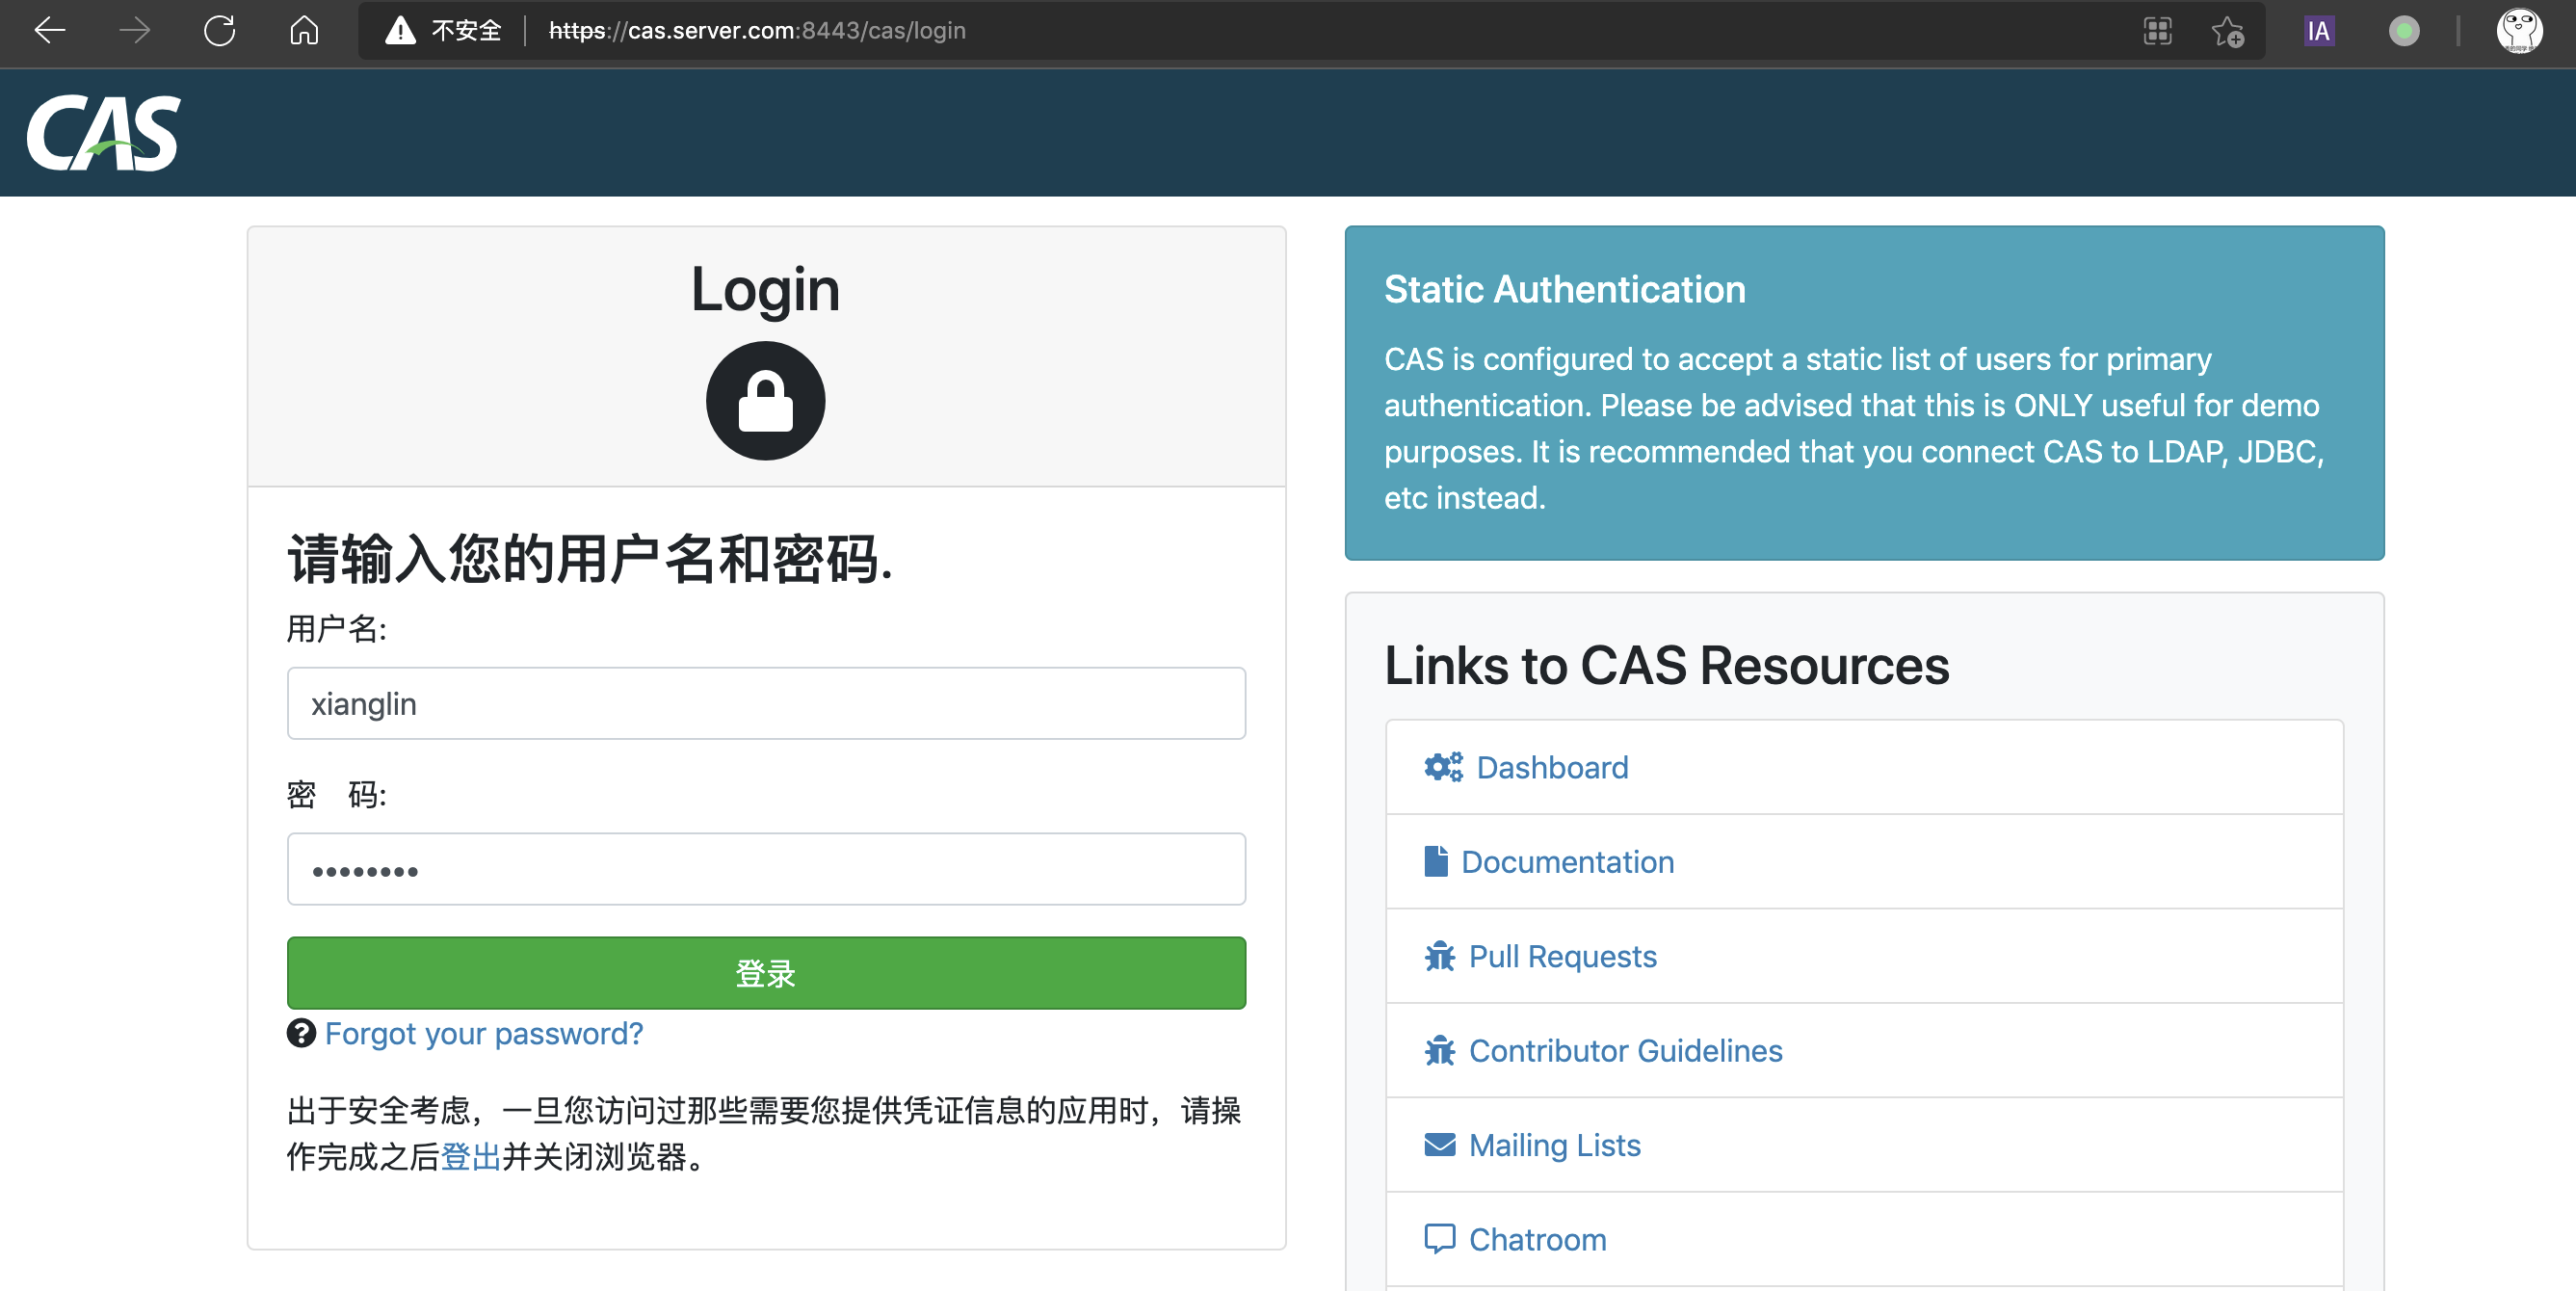 不安全 https://cas.server.com:8443/cas/login
IA
CAS
Login
请输入您的用户名和密码.
用户名:
xianglin
密 码:
••••••••
登录
Forgot your password?
出于安全考虑，一旦您访问过那些需要您提供凭证信息的应用时，请操
作完成之后登出并关闭浏览器。
Static Authentication
CAS is configured to accept a static list of users for primary
authentication. Please be advised that this is ONLY useful for demo
purposes. It is recommended that you connect CAS to LDAP, JDBC,
etc instead.
Links to CAS Resources
Dashboard
Documentation
Pull Requests
Contributor Guidelines
Mailing Lists
Chatroom